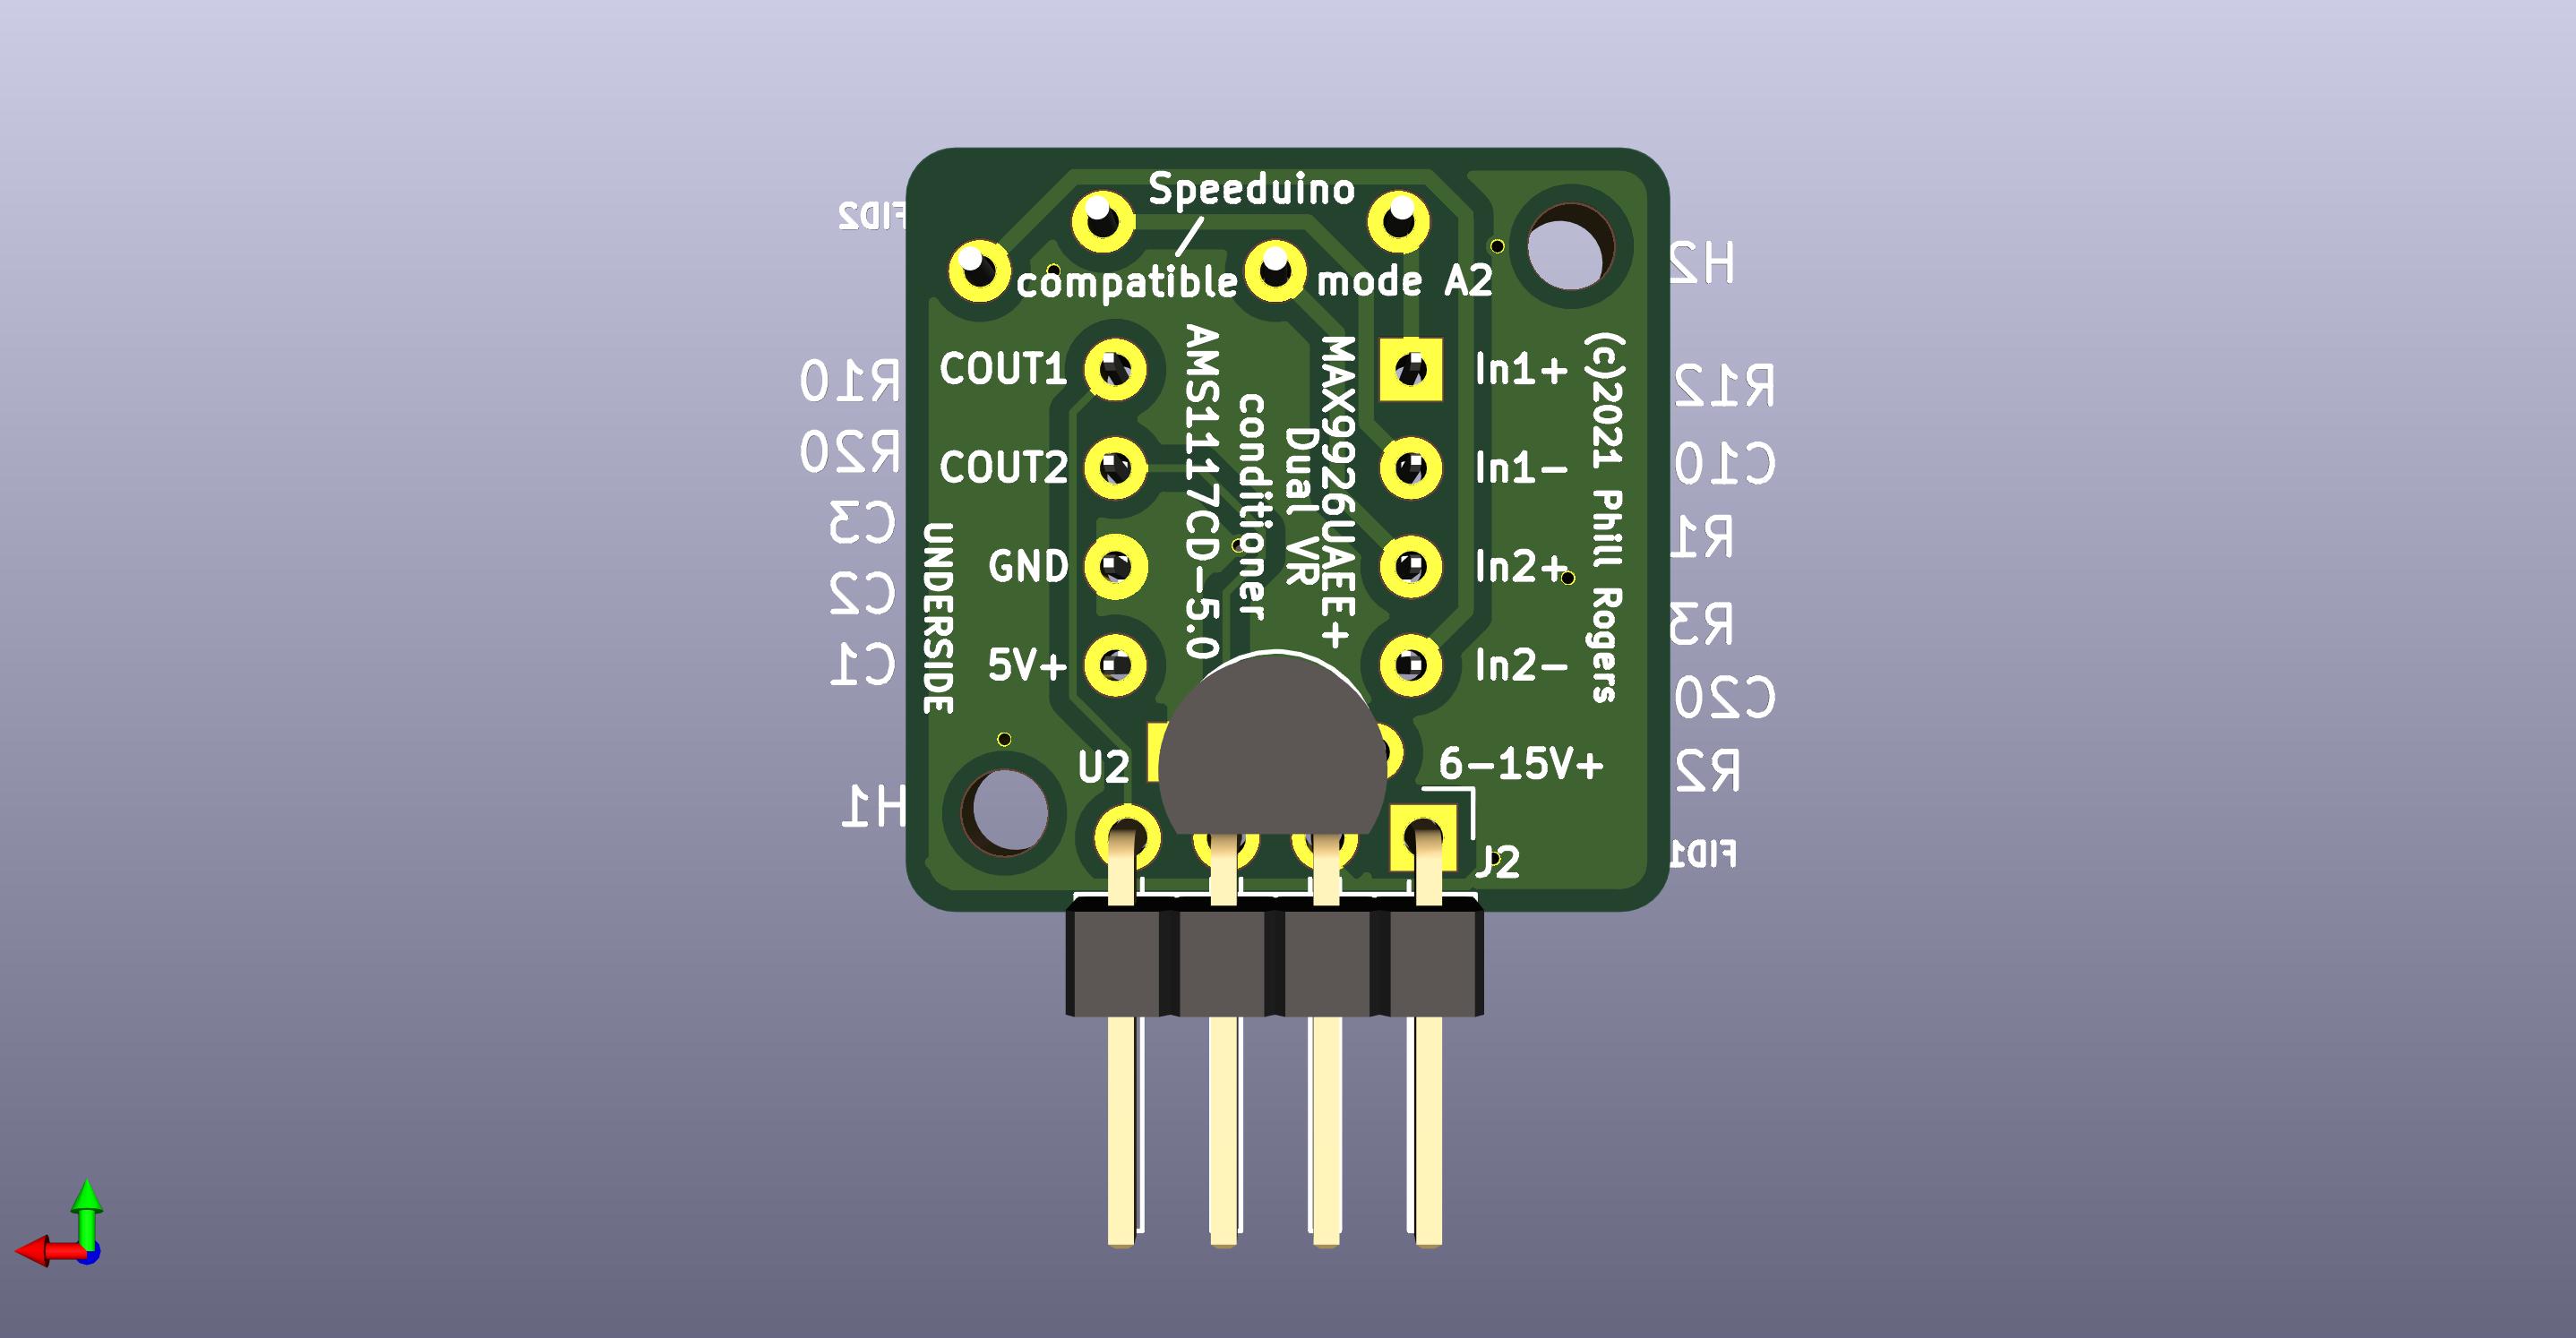 Speeduino
/
compatible
mode A2
FID2
H2
COUT1
In1+
R10
R12
COUT2
In1-
R20
C10
AMS1117CD-5.0
conditioner
Dual VR
MAX9926UAEE+
(c)2021 Phill Rogers
C3
R1
GND
In2+
C2
R3
UNDERSIDE
5V+
In2-
C1
C20
U2
6-15V+
R2
H1
J2
FID1